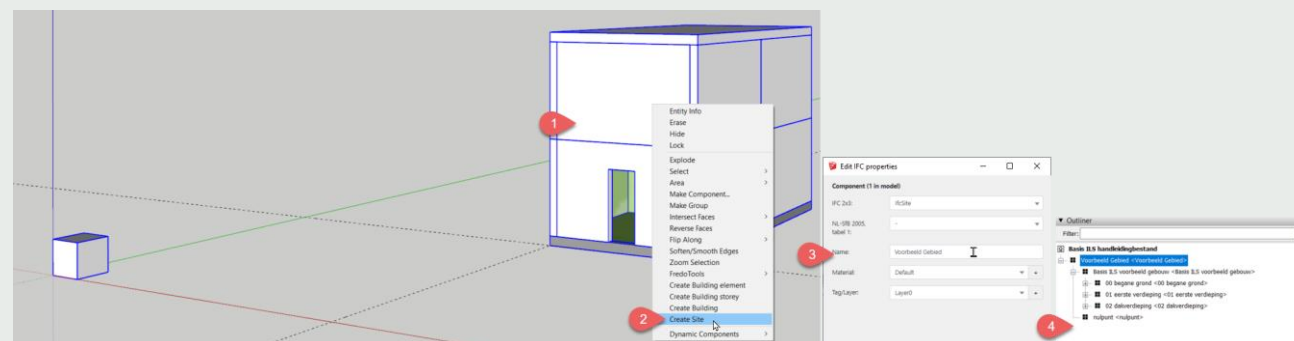 1
Entity Info
Erase
Hide
Lock
Explode
Select
Area
Make Component...
Make Group
Intersect Faces
Reverse Faces
Flip Along
Soften/Smooth Edges
Zoom Selection
FredoTools
Create Building element
Create Building storey
Create Building
2 Create Site
Dynamic Components
Edit IFC properties
Component (1 in model)
IFC 2x3: IfcSite
NL-SfB 2005, tabel 1: -
3 Name: Voorbeeld Gebied
Material: Default
Tag/Layer: Layer0
Outliner
Filter:
Basis ILS handleidingbestand
Voorbeeld Gebied <Voorbeeld Gebied>
Basis ILS voorbeeld gebouw <Basis ILS voorbeeld gebouw>
00 begane grond <00 begane grond>
01 eerste verdieping <01 eerste verdieping>
02 dakverdieping <02 dakverdieping>
nulpunt <nulpunt>
4